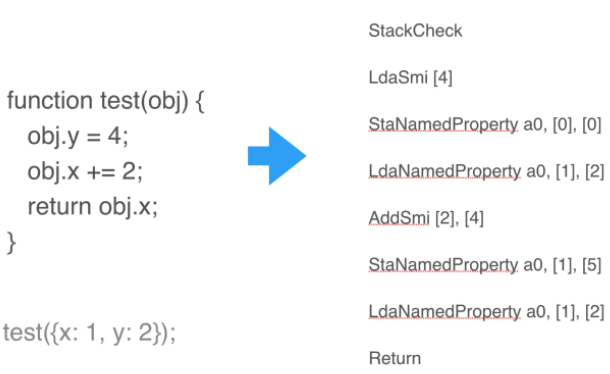 function test(obj) {
obj.y = 4;
obj.x += 2;
return obj.x;
}
test({x: 1, y: 2});
StackCheck
LdaSmi [4]
StaNamedProperty a0, [0], [0]
LdaNamedProperty a0, [1], [2]
AddSmi [2], [4]
StaNamedProperty a0, [1], [5]
LdaNamedProperty a0, [1], [2]
Return